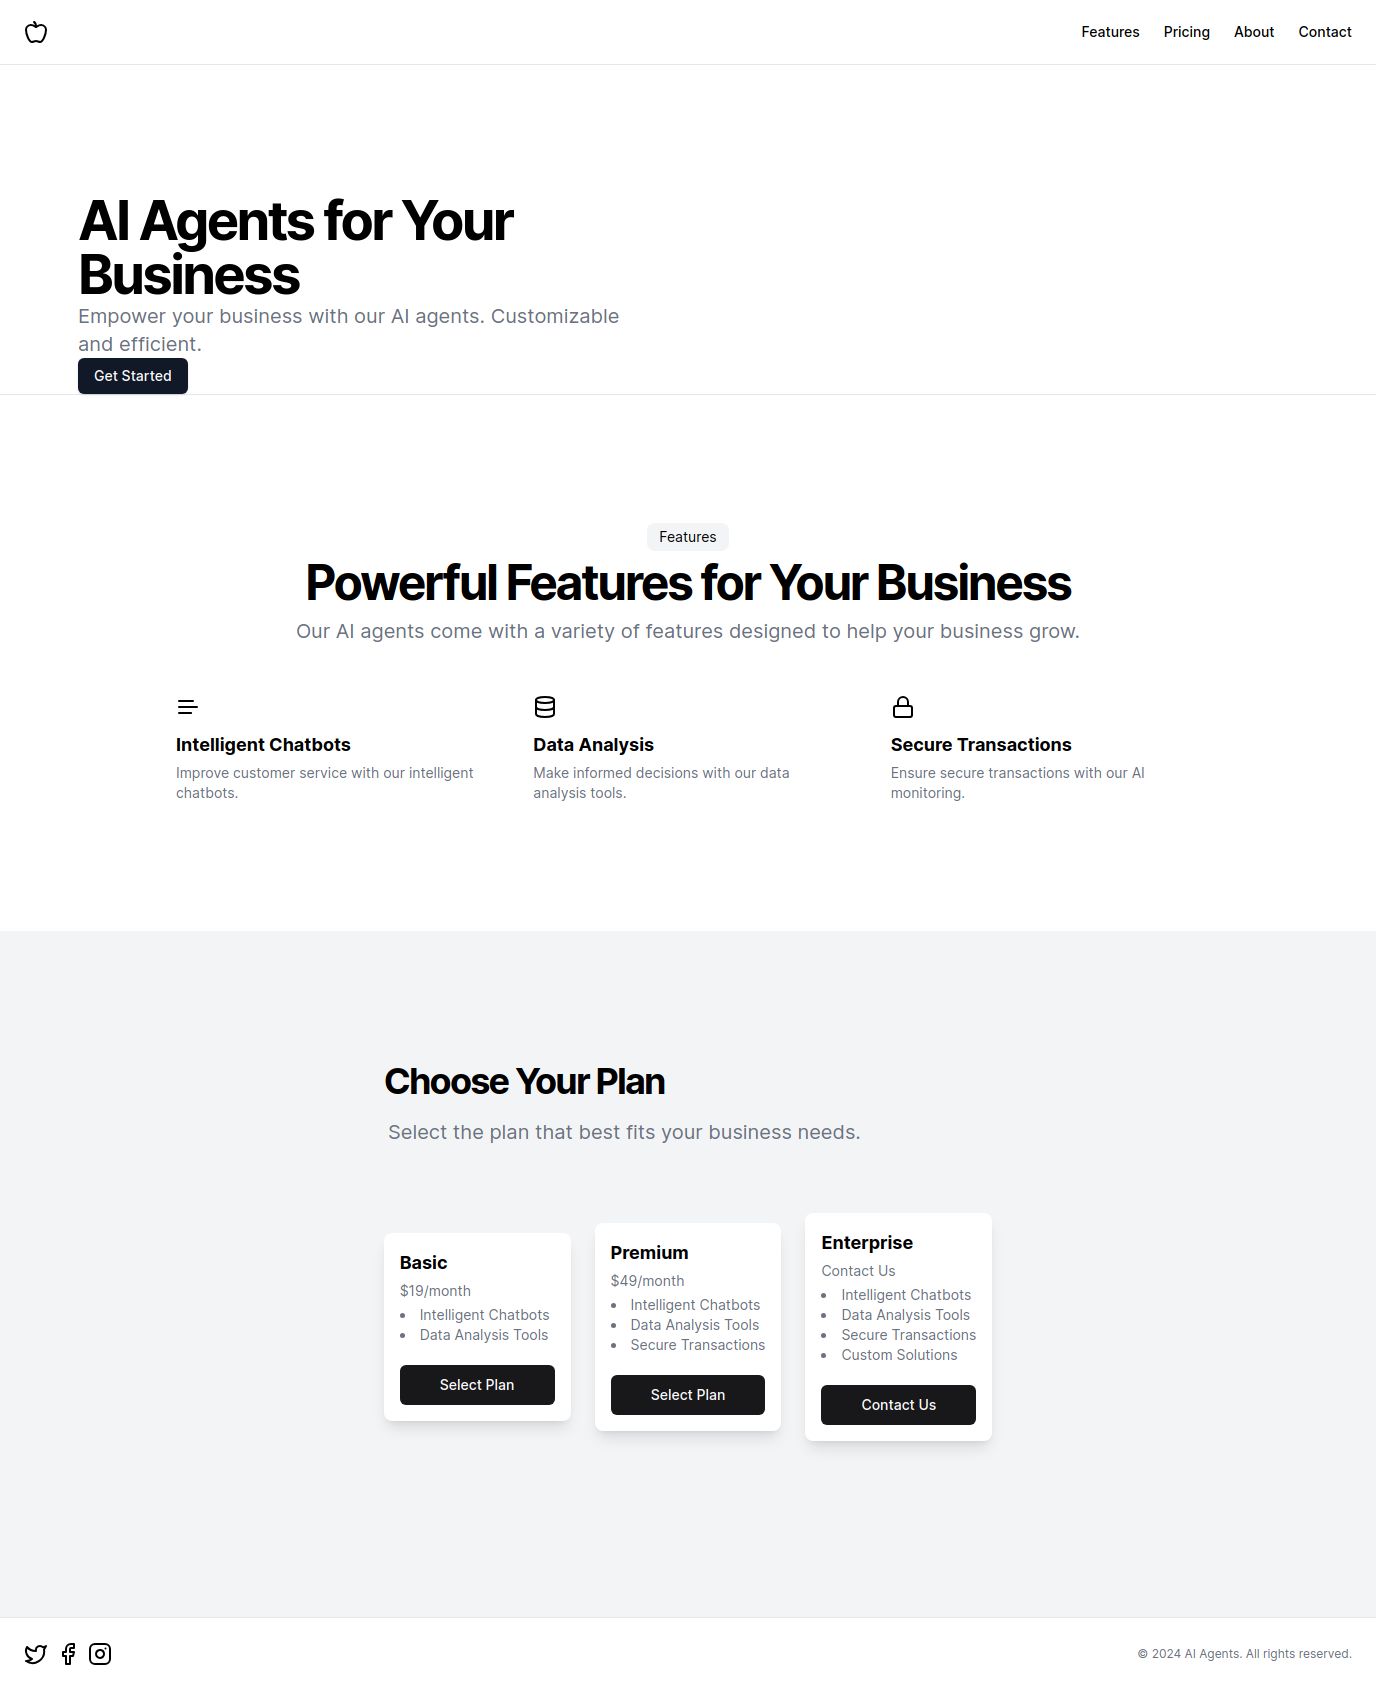 Features Pricing About Contact
AI Agents for Your
Business
Empower your business with our AI agents. Customizable
and efficient.
Get Started
Features
Powerful Features for Your Business
Our AI agents come with a variety of features designed to help your business grow.
Intelligent Chatbots
Improve customer service with our intelligent
chatbots.
Data Analysis
Make informed decisions with our data
analysis tools.
Secure Transactions
Ensure secure transactions with our AI
monitoring.
Choose Your Plan
Select the plan that best fits your business needs.
Basic
$19/month
• Intelligent Chatbots
• Data Analysis Tools
Select Plan
Premium
$49/month
• Intelligent Chatbots
• Data Analysis Tools
• Secure Transactions
Select Plan
Enterprise
Contact Us
• Intelligent Chatbots
• Data Analysis Tools
• Secure Transactions
• Custom Solutions
Contact Us
© 2024 AI Agents. All rights reserved.